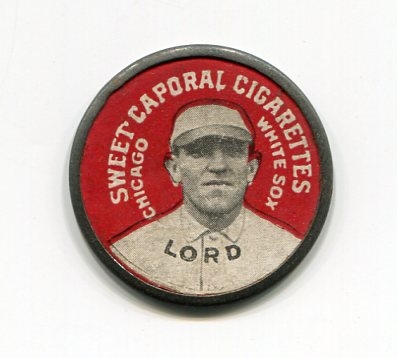 SWEET CAPORAL CIGARETTES
CHICAGO
WHITE SOX
LORD